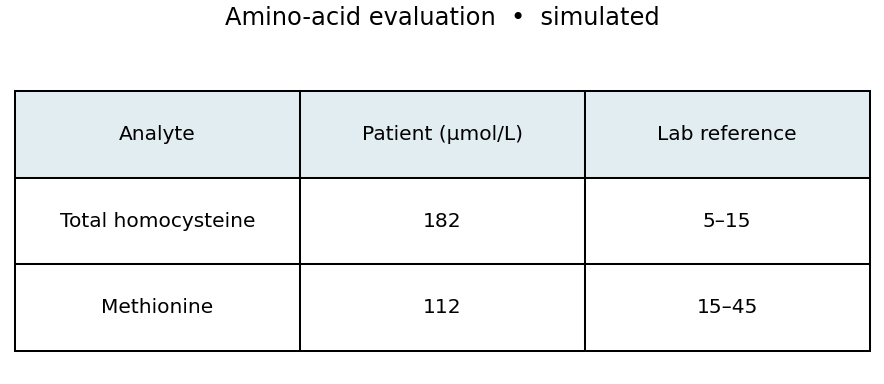 Amino-acid evaluation • simulated
Analyte Patient (μmol/L) Lab reference
Total homocysteine 182 5–15
Methionine 112 15–45